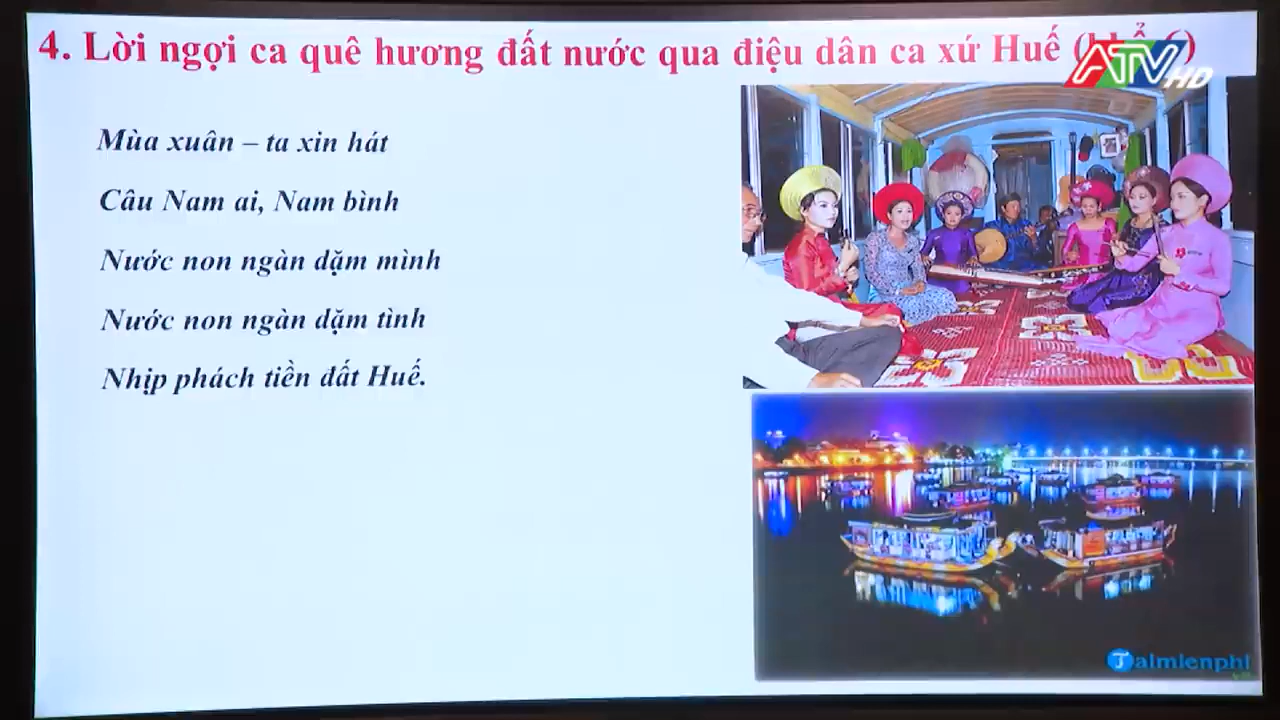 4. Lời ngợi ca quê hương đất nước qua điệu dân ca xứ Huế
ATV HD
Mùa xuân – ta xin hát
Câu Nam ai, Nam bình
Nước non ngàn dặm mình
Nước non ngàn dặm tình
Nhịp phách tiền đất Huế.
Taimienphi